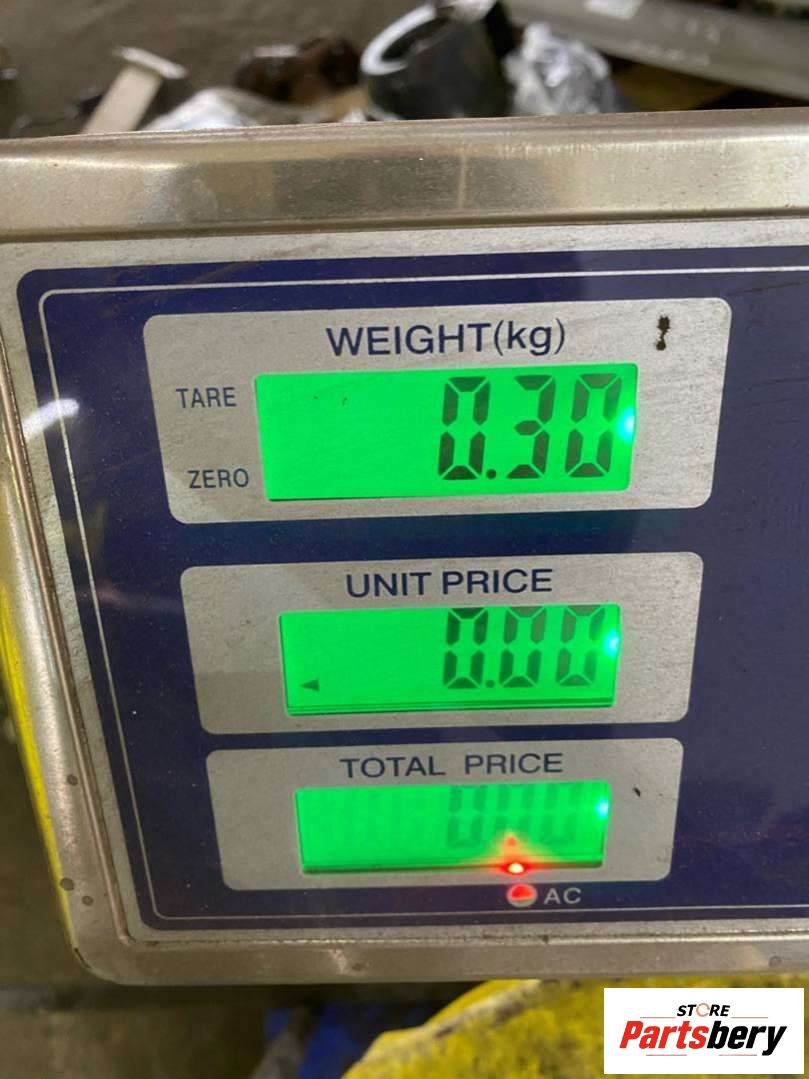 WEIGHT(kg)
TARE
0.30
ZERO
UNIT PRICE
0.00
TOTAL PRICE
0.00
AC
STORE
Partsbery